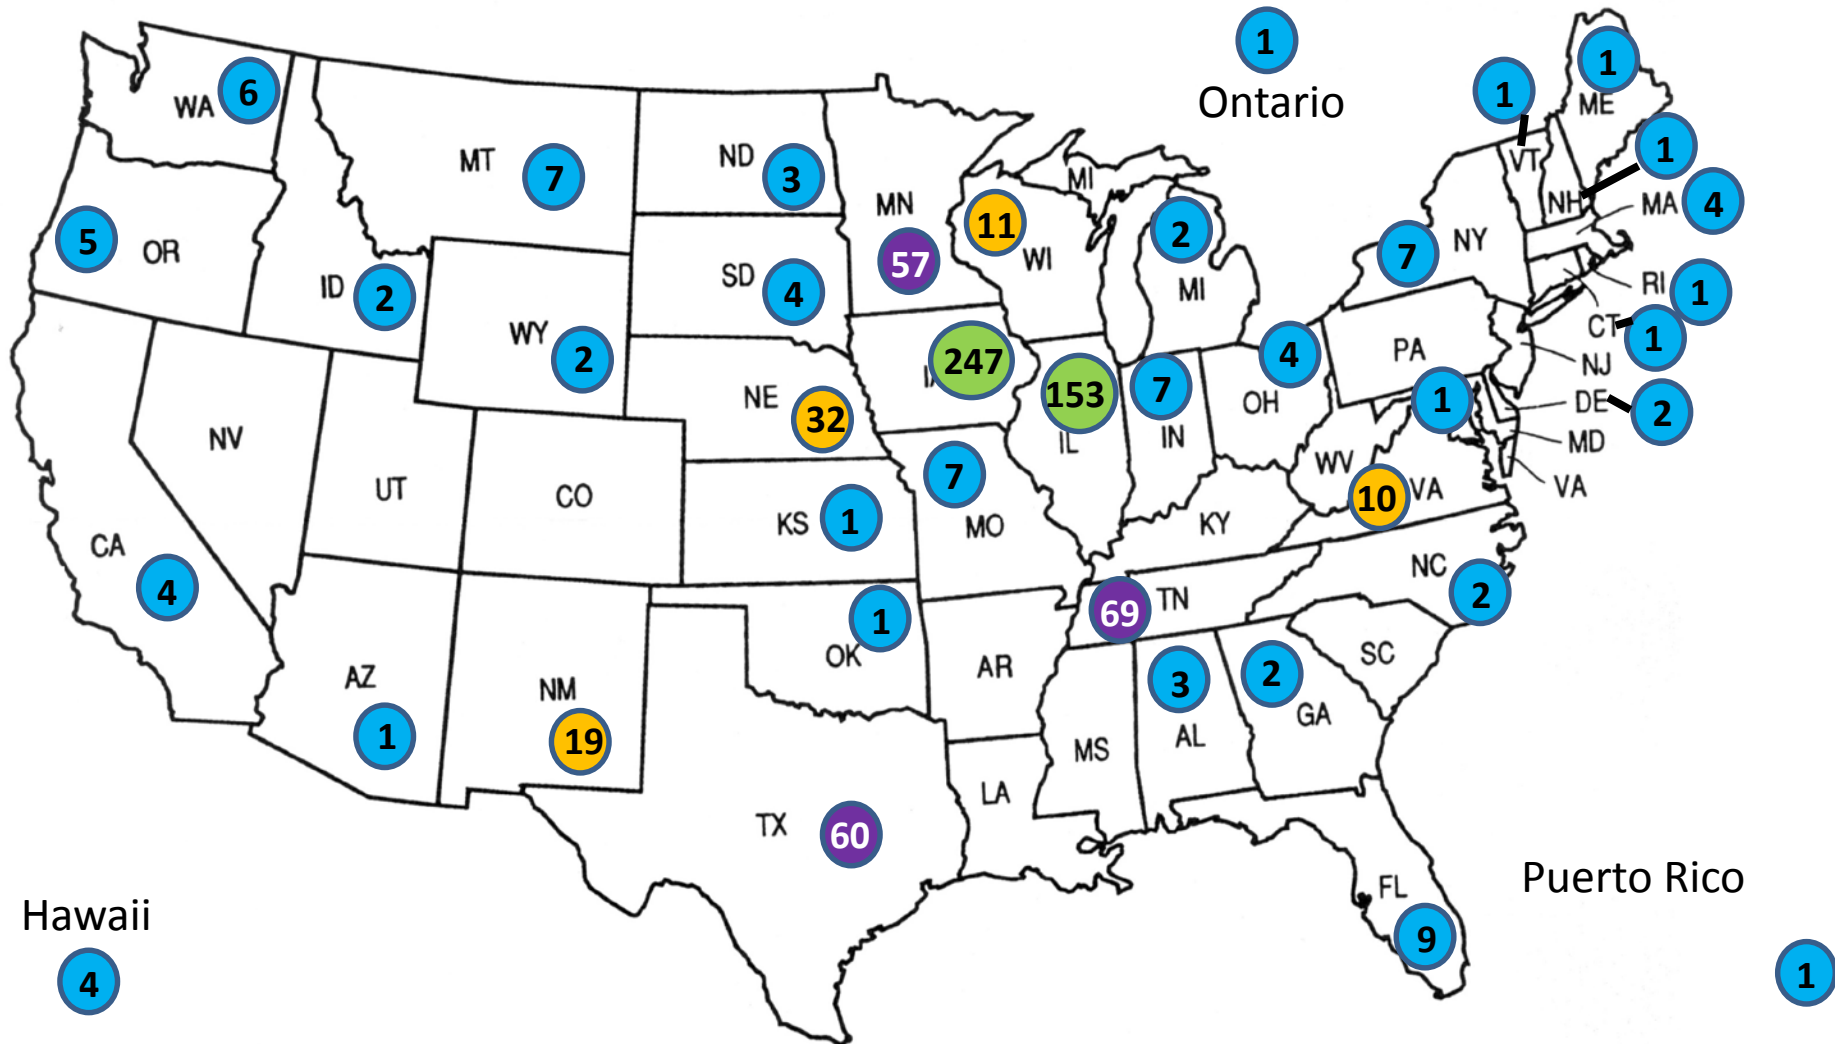 1
Ontario
1
ME
1
VT
1
NH
MA
4
WA
6
MT
7
ND
3
MN
57
11
WI
MI
2
MI
7
NY
RI
1
CT
1
NJ
5
OR
ID
2
WY
2
SD
4
247
153
IL
7
IN
4
OH
PA
1
DE
2
MD
VA
NE
32
NV
UT
CO
KS
1
7
MO
KY
WV
10
VA
CA
4
AZ
1
NM
19
OK
1
AR
69
TN
NC
2
SC
2
GA
3
AL
MS
LA
TX
60
FL
9
Hawaii
4
Puerto Rico
1